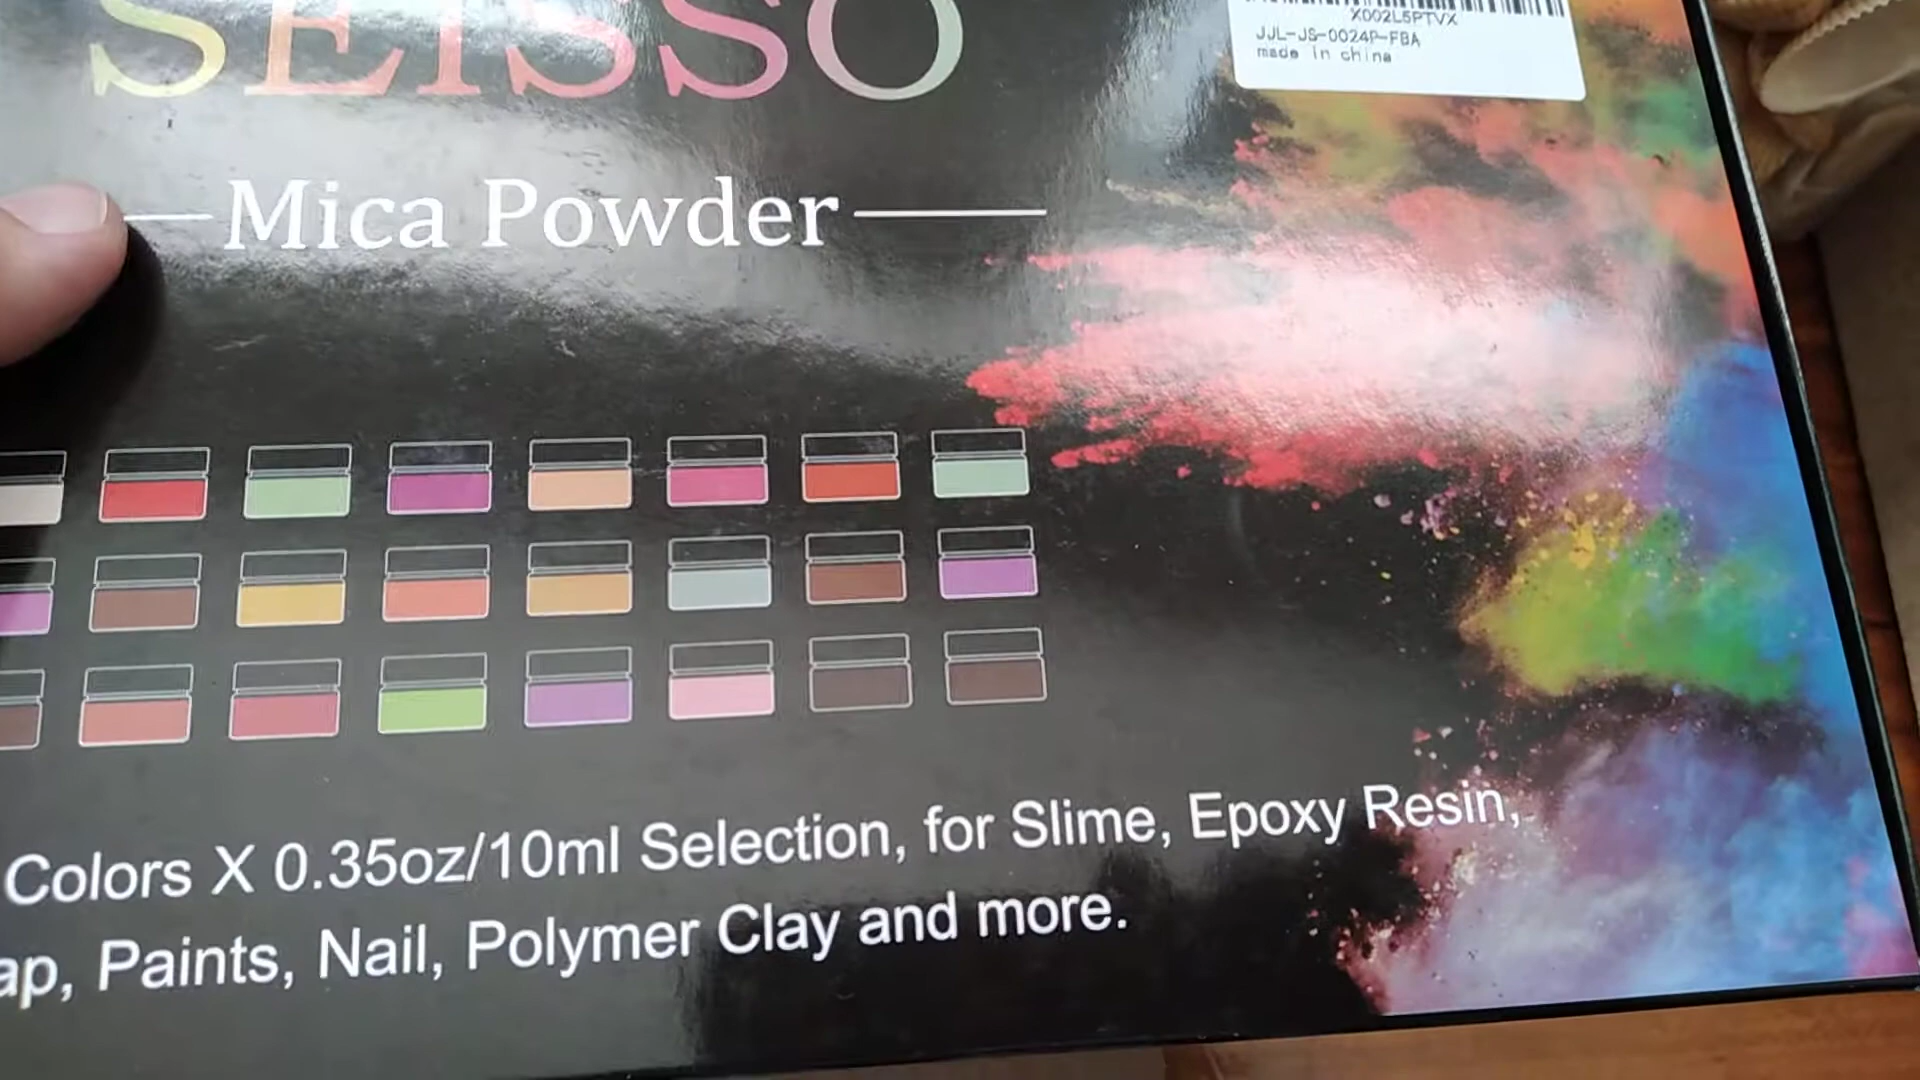 SEISSO
X002L5PTVX
JJL-JS-0024P-FBA
made in china
Mica Powder
Colors X 0.35oz/10ml Selection, for Slime, Epoxy Resin,
ap, Paints, Nail, Polymer Clay and more.